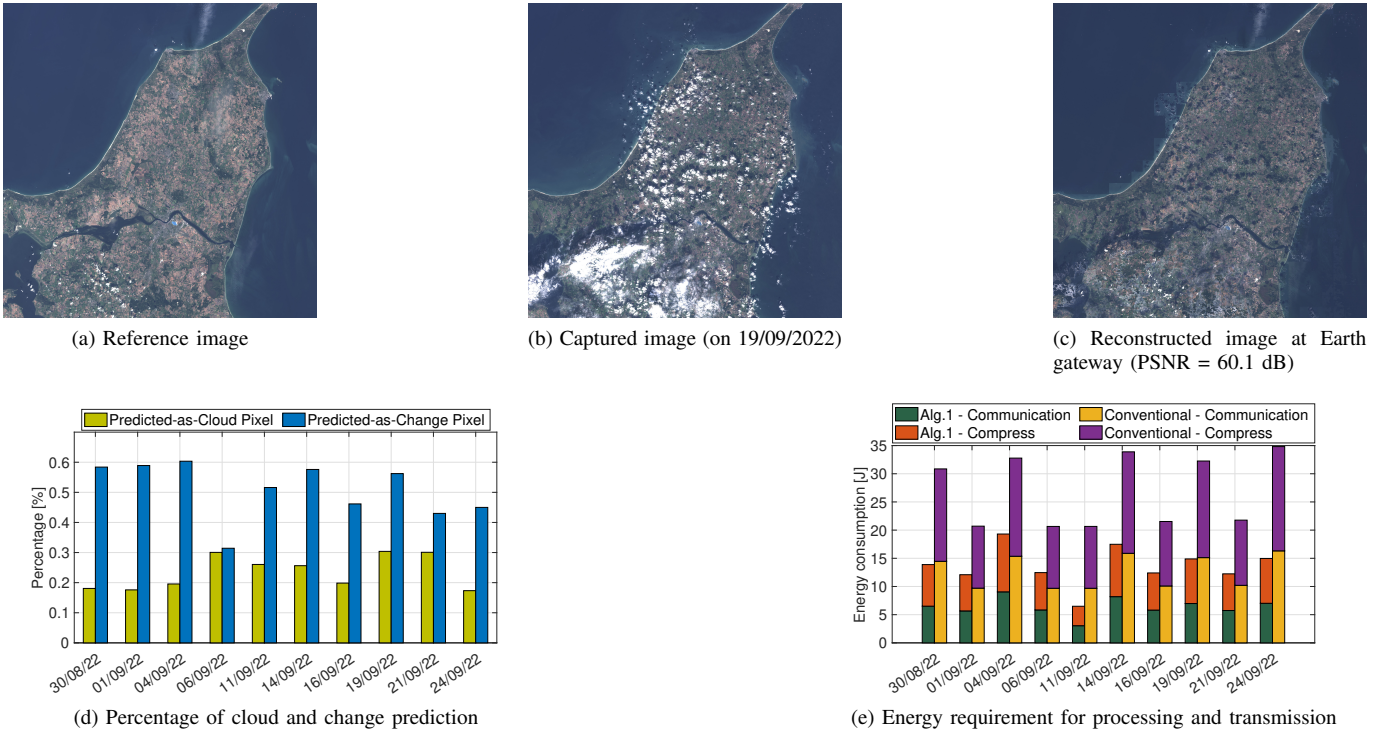 (a) Reference image
(b) Captured image (on 19/09/2022)
(c) Reconstructed image at Earth
gateway (PSNR = 60.1 dB)
Predicted-as-Cloud Pixel
Predicted-as-Change Pixel
Percentage [%]
0.6
0.5
0.4
0.3
0.2
0.1
0
30/08/22
01/09/22
04/09/22
06/09/22
11/09/22
14/09/22
16/09/22
19/09/22
21/09/22
24/09/22
(d) Percentage of cloud and change prediction
Alg.1 - Communication
Conventional - Communication
Alg.1 - Compress
Conventional - Compress
Energy consumption [J]
35
30
25
20
15
10
5
0
30/08/22
01/09/22
04/09/22
06/09/22
11/09/22
14/09/22
16/09/22
19/09/22
21/09/22
24/09/22
(e) Energy requirement for processing and transmission